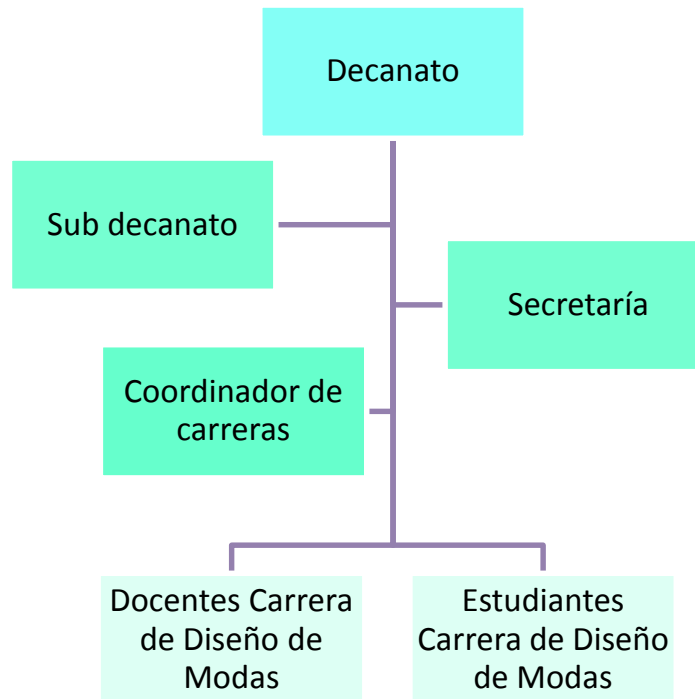 Decanato
Sub decanato
Secretaría
Coordinador de
carreras
Docentes Carrera
de Diseño de
Modas
Estudiantes
Carrera de Diseño
de Modas